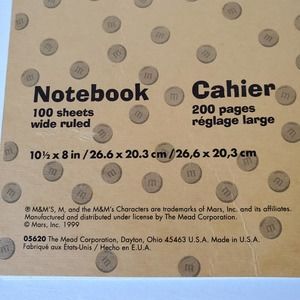 Notebook
100 sheets
wide ruled
Cahier
200 pages
réglage large
10½ x 8 in / 26.6 x 20.3 cm / 26,6 x 20,3 cm
® M&M'S, M, and the M&M's Characters are trademarks of Mars, Inc. and its affiliates.
Manufactured and distributed under license by The Mead Corporation.
© Mars, Inc. 1999
05620 The Mead Corporation, Dayton, Ohio 45463 U.S.A. Made in U.S.A.
Fabriqué aux États-Unis / Hecho en E.U.A.